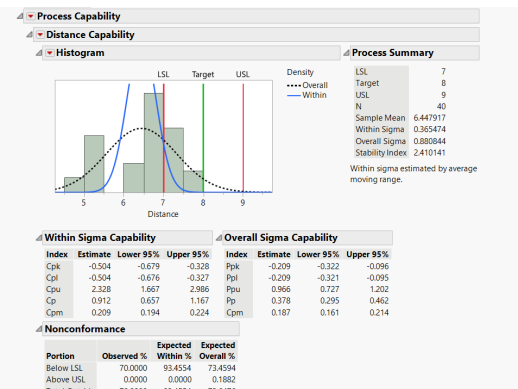 Process Capability
Distance Capability
Histogram
LSL Target USL
5 6 7 8 9
Distance
Density
Overall
Within
Process Summary
LSL 7
Target 8
USL 9
N 40
Sample Mean 6.447917
Within Sigma 0.365474
Overall Sigma 0.880844
Stability Index 2.410141
Within sigma estimated by average
moving range.
Within Sigma Capability
Index Estimate Lower 95% Upper 95%
Cpk -0.504 -0.679 -0.328
Cpl -0.504 -0.676 -0.327
Cpu 2.328 1.667 2.986
Cp 0.912 0.657 1.167
Cpm 0.209 0.194 0.224
Overall Sigma Capability
Index Estimate Lower 95% Upper 95%
Ppk -0.209 -0.322 -0.096
Ppl -0.209 -0.321 -0.095
Ppu 0.966 0.727 1.202
Pp 0.378 0.295 0.462
Cpm 0.187 0.161 0.214
Nonconformance
Expected Expected
Portion Observed % Within % Overall %
Below LSL 70.0000 93.4554 73.4594
Above USL 0.0000 0.0000 0.1882